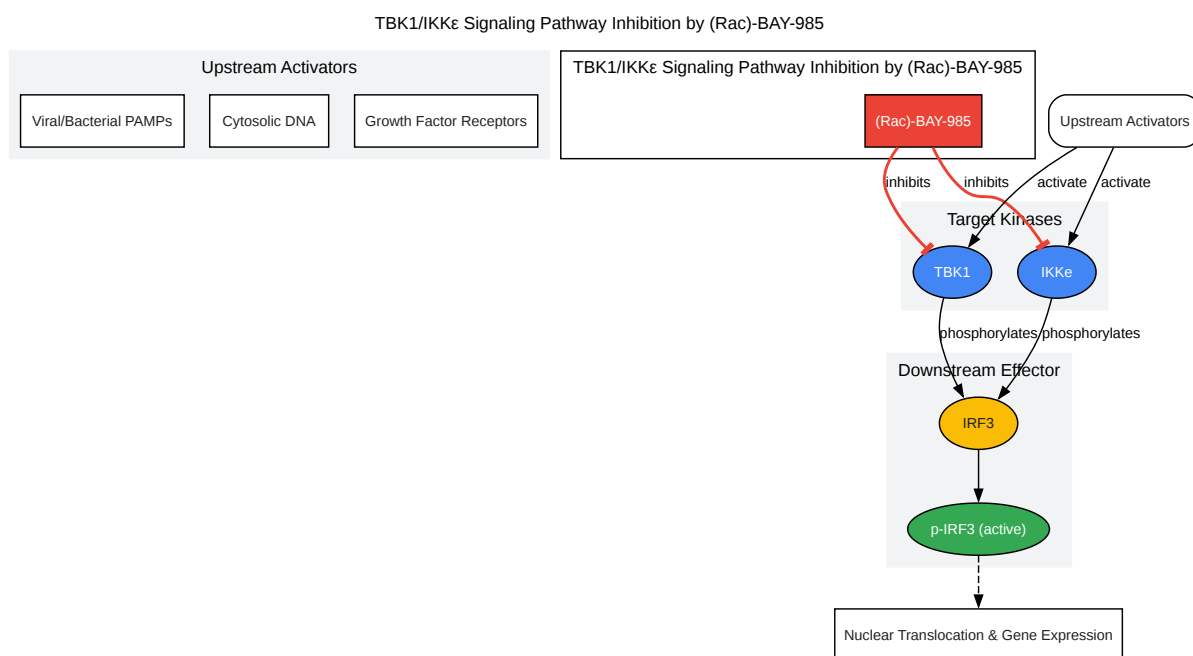 TBK1/IKKε Signaling Pathway Inhibition by (Rac)-BAY-985
Upstream Activators
Viral/Bacterial PAMPs
Cytosolic DNA
Growth Factor Receptors
TBK1/IKKε Signaling Pathway Inhibition by (Rac)-BAY-985
(Rac)-BAY-985
Upstream Activators
inhibits
inhibits
activate
activate
Target Kinases
TBK1
IKKe
phosphorylates
phosphorylates
Downstream Effector
IRF3
p-IRF3 (active)
Nuclear Translocation & Gene Expression